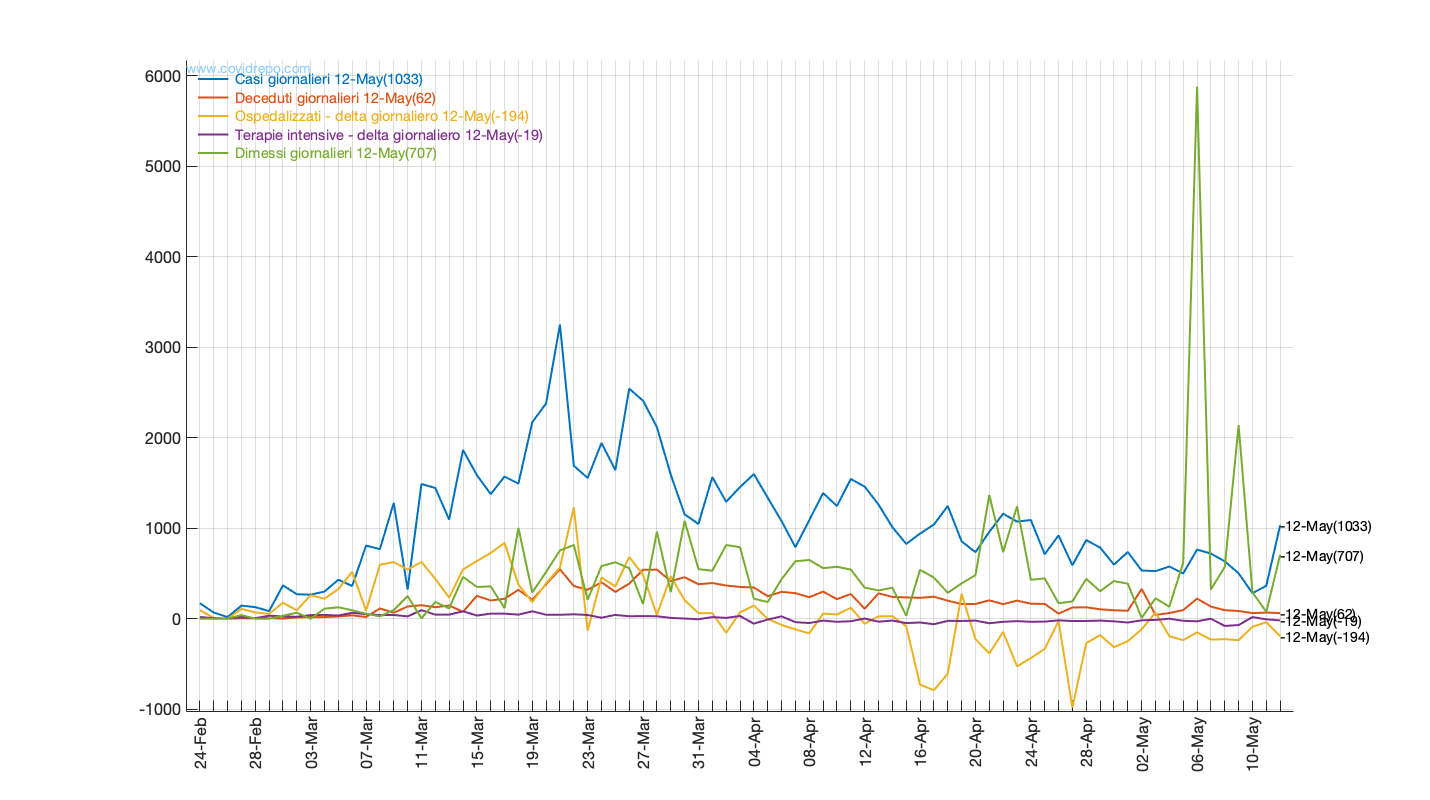 www.covidrepo.com
Casi giornalieri 12-May(1033)
Deceduti giornalieri 12-May(62)
Ospedalizzati - delta giornaliero 12-May(-194)
Terapie intensive - delta giornaliero 12-May(-19)
Dimessi giornalieri 12-May(707)
6000
5000
4000
3000
2000
1000
0
-1000
12-May(1033)
12-May(707)
12-May(62)
12-May(-19)
12-May(-194)
24-Feb
28-Feb
03-Mar
07-Mar
11-Mar
15-Mar
19-Mar
23-Mar
27-Mar
31-Mar
04-Apr
08-Apr
12-Apr
16-Apr
20-Apr
24-Apr
28-Apr
02-May
06-May
10-May